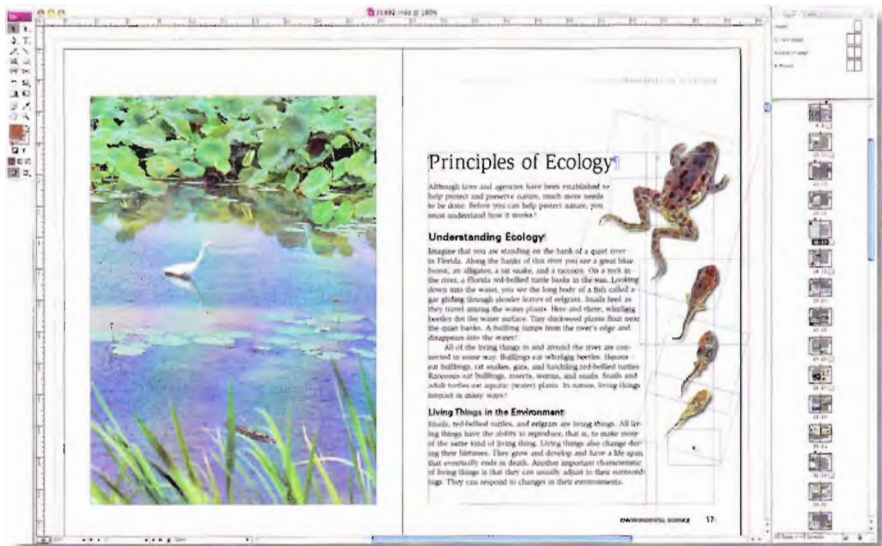 Principles of Ecology
Although laws and agencies have been established to
help protect and preserve nature, much more needs
to be done. Before you can help protect nature, you
must understand how it works.
Understanding Ecology
Imagine that you are standing on the bank of a quiet river
in Florida. Along the banks of this river you see a great blue
heron, an alligator, a rat snake, and a raccoon. On a rock in
the river, a Florida red-bellied turtle basks in the sun. Looking
down into the water, you see the long body of a fish called a
gar gliding through slender leaves of eelgrass. Snails feed as
they travel among the water plants. Here and there, whirligig
beetles dot the water surface. Tiny duckweed plants float near
the quiet banks. A bullfrog jumps from the river's edge and
disappears into the water.
All of the living things in and around the river are con-
nected in some way. Bullfrogs eat whirligig beetles. Herons
eat bullfrogs, rat snakes, gars, and hatchling red-bellied turtles.
Raccoons eat bullfrogs, insects, worms, and snails. Snails and
adult turtles eat aquatic (water) plants. In nature, living things
interact in many ways.
Living Things in the Environment
Snails, red-bellied turtles, and eelgrass are living things. All liv-
ing things have the ability to reproduce, that is, to make more
of the same kind of living thing. Living things also change dur-
ing their lifetimes. They grow and develop and have a life span
that eventually ends in death. Another important characteristic
of living things is that they can usually adjust to their surround-
ings. They can respond to changes in their environments.
ENVIRONMENTAL SCIENCE 17